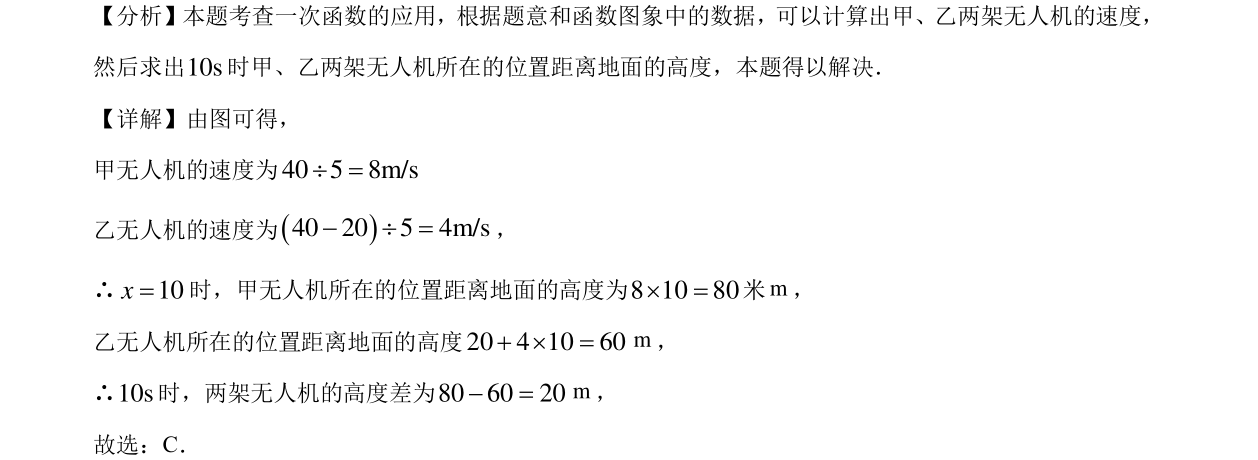 【分析】本题考查一次函数的应用，根据题意和函数图象中的数据，可以计算出甲、乙两架无人机的速度，
然后求出10s时甲、乙两架无人机所在的位置距离地面的高度，本题得以解决．
【详解】由图可得，
甲无人机的速度为40÷5=8m/s
乙无人机的速度为(40−20)÷5=4m/s，
∴x=10时，甲无人机所在的位置距离地面的高度为8×10=80米m，
乙无人机所在的位置距离地面的高度20+4×10=60 m，
∴10s时，两架无人机的高度差为80−60=20 m，
故选：C．